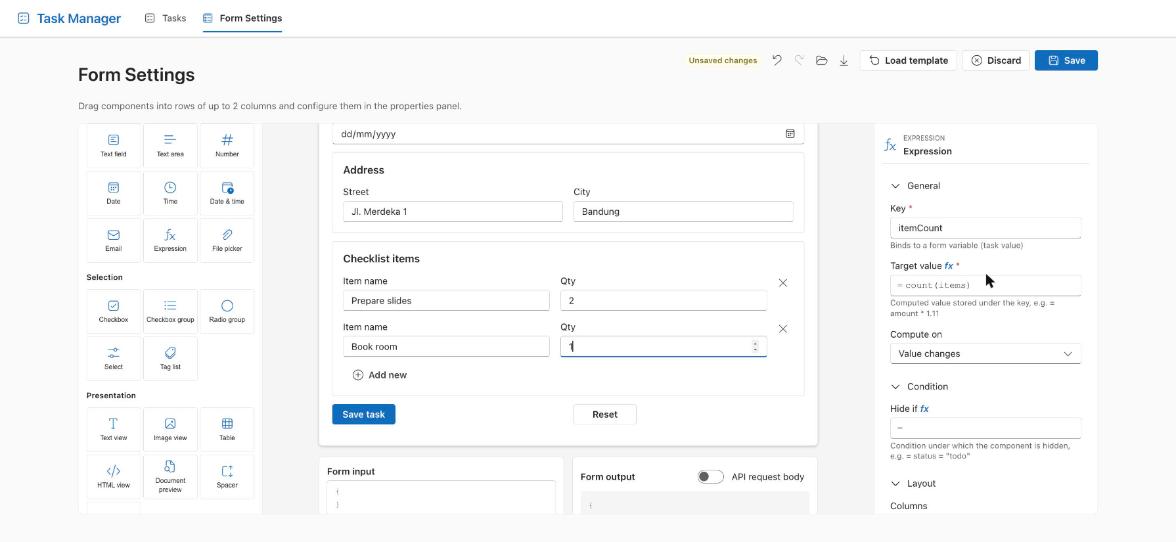 Task Manager
Tasks
Form Settings
Unsaved changes
Load template
Discard
Save
Form Settings
Drag components into rows of up to 2 columns and configure them in the properties panel.
Text field
Text area
Number
Date
Time
Date & time
Email
Expression
File picker
Selection
Checkbox
Checkbox group
Radio group
Select
Tag list
Presentation
Text view
Image view
Table
HTML view
Document
preview
Spacer
dd/mm/yyyy
Address
Street
City
Jl. Merdeka 1
Bandung
Checklist items
Item name
Qty
Prepare slides
2
Item name
Qty
Book room
1
Add new
Save task
Reset
Form input
{
}
Form output
API request body
{
EXPRESSION
Expression
General
Key *
itemCount
Binds to a form variable (task value)
Target value fx *
= count(items)
Computed value stored under the key, e.g. =
amount * 1.11
Compute on
Value changes
Condition
Hide if fx
=
Condition under which the component is hidden,
e.g. = status = "todo"
Layout
Columns